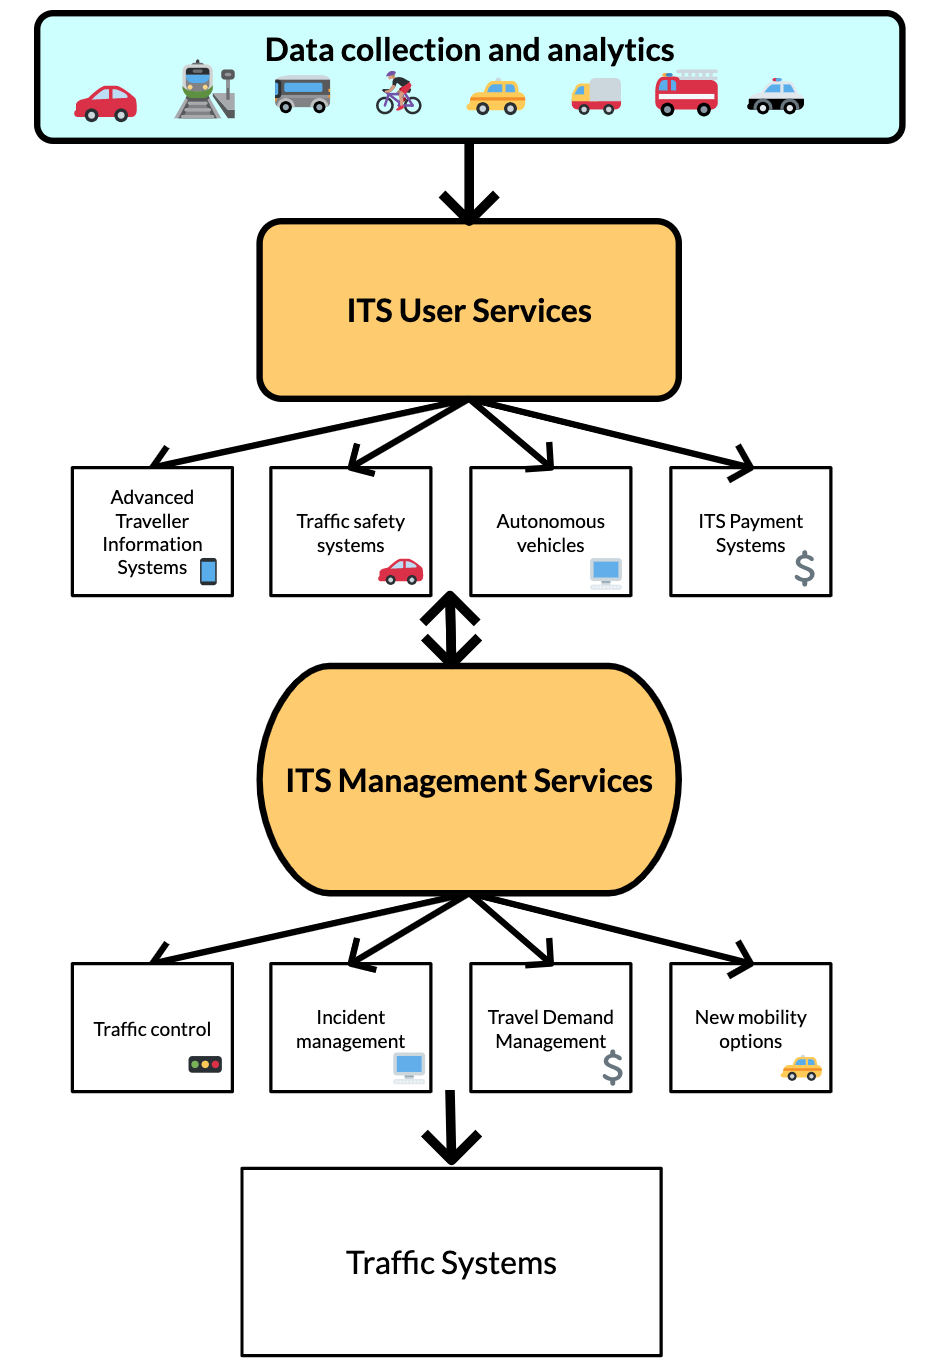 Data collection and analytics
ITS User Services
Advanced
Traveller
Information
Systems
Traffic safety
systems
Autonomous
vehicles
ITS Payment
Systems
ITS Management Services
Traffic control
Incident
management
Travel Demand
Management
New mobility
options
Traffic Systems